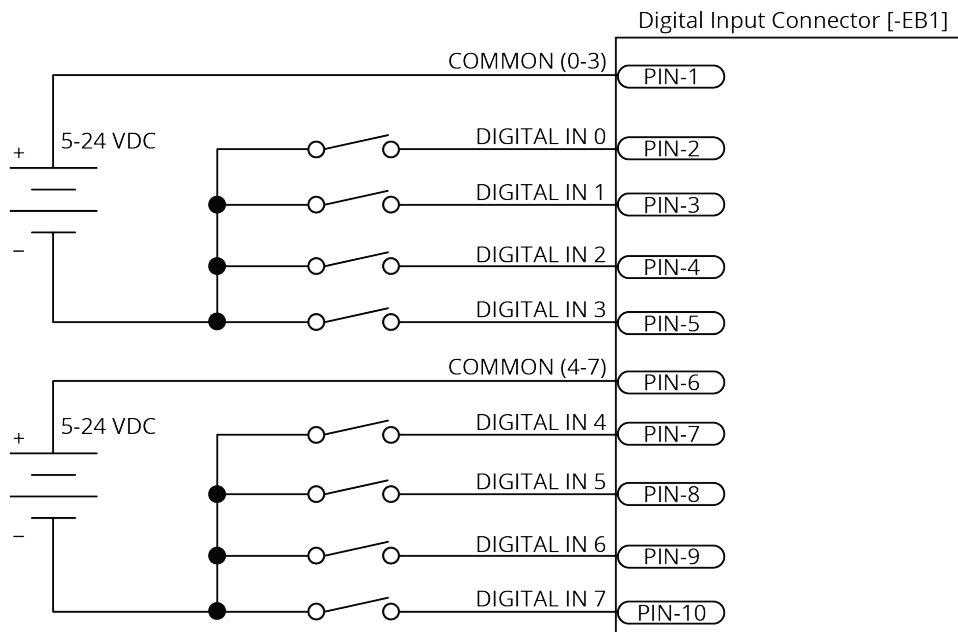 Digital Input Connector [-EB1]
COMMON (0-3)
PIN-1
+
5-24 VDC
DIGITAL IN 0
PIN-2
DIGITAL IN 1
PIN-3
DIGITAL IN 2
PIN-4
–
DIGITAL IN 3
PIN-5
COMMON (4-7)
PIN-6
+
5-24 VDC
DIGITAL IN 4
PIN-7
DIGITAL IN 5
PIN-8
–
DIGITAL IN 6
PIN-9
DIGITAL IN 7
PIN-10